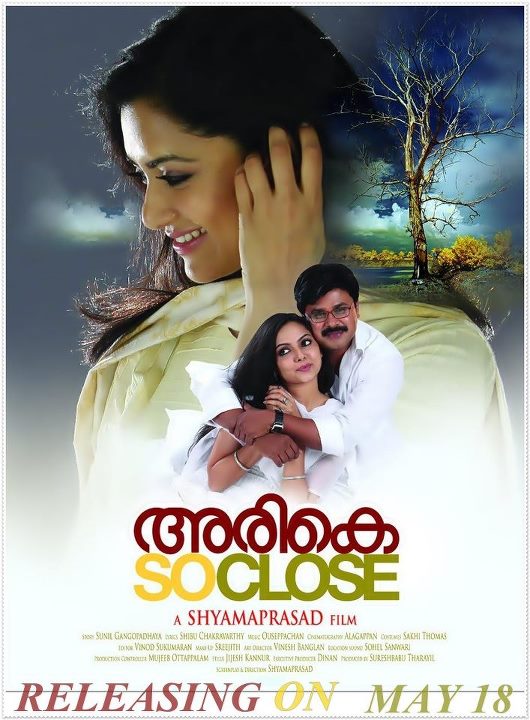 അരികെ
SO CLOSE
A SHYAMAPRASAD FILM
STORY SUNIL GANGOPADHAYA LYRICS SHIBU CHAKRAVARTHY MUSIC OUSEPPACHAN CINEMATOGRAPHY ALAGAPPAN COSTUMES SAKHI THOMAS
EDITOR VINOD SUKUMARAN MAKE-UP SREEJITH ART DIRECTOR VINESH BANGLAN LOCATION SOUND SOHEL SANWARI
PRODUCTION CONTROLLER MUJEEB OTTAPPALAM STILLS JIJESH KANNUR, EXECUTIVE PRODUCER DINAN PRODUCED BY SURESHBABU THARAYIL
SCREENPLAY & DIRECTION SHYAMAPRASAD
RELEASING ON MAY 18